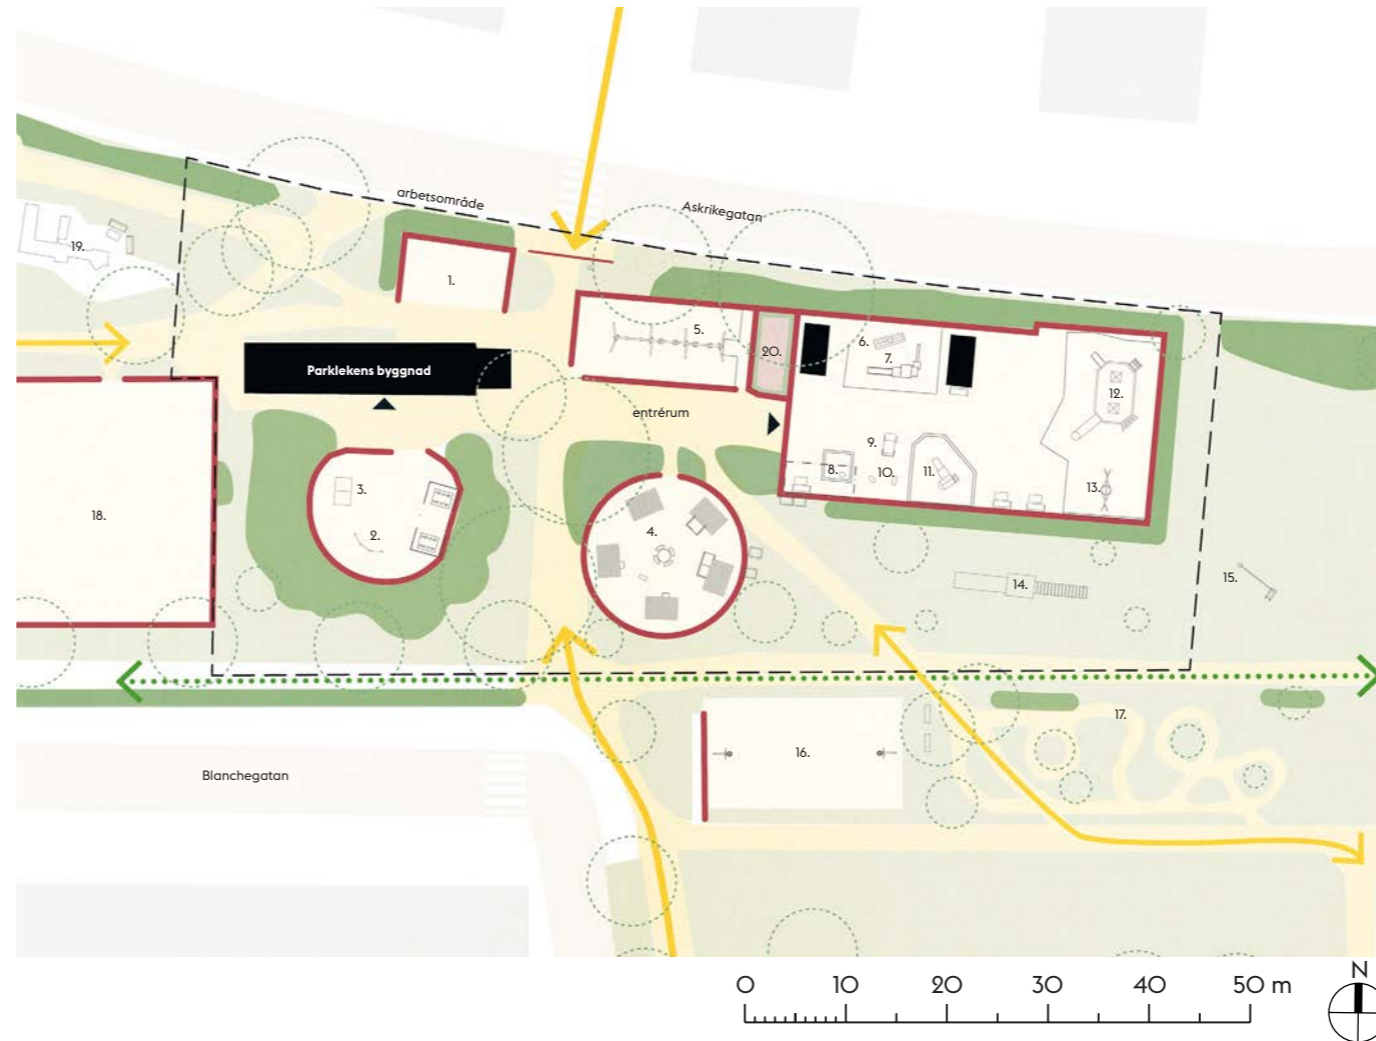 arbetsområde
Askrikegatan
19.
1.
5.
20.
6.
7.
12.
Parklekens byggnad
entrérum
9.
8.
10.
11.
13.
3.
2.
4.
18.
14.
15.
17.
16.
Blanchegatan
0 10 20 30 40 50 m
N